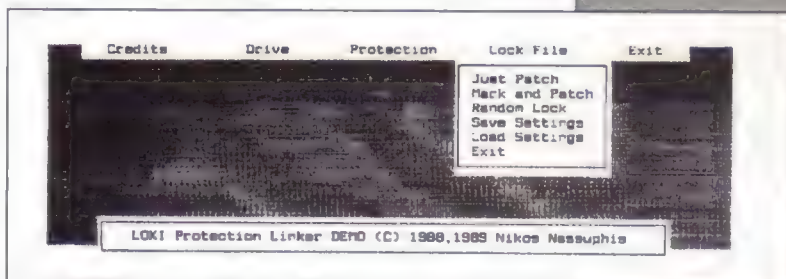 Credits Drive Protection Lock File Exit
Just Patch
Mark and Patch
Random Lock
Save Settings
Load Settings
Exit
LOKI Protection Linker DEMO (C) 1988,1989 Nikos Nassuphis